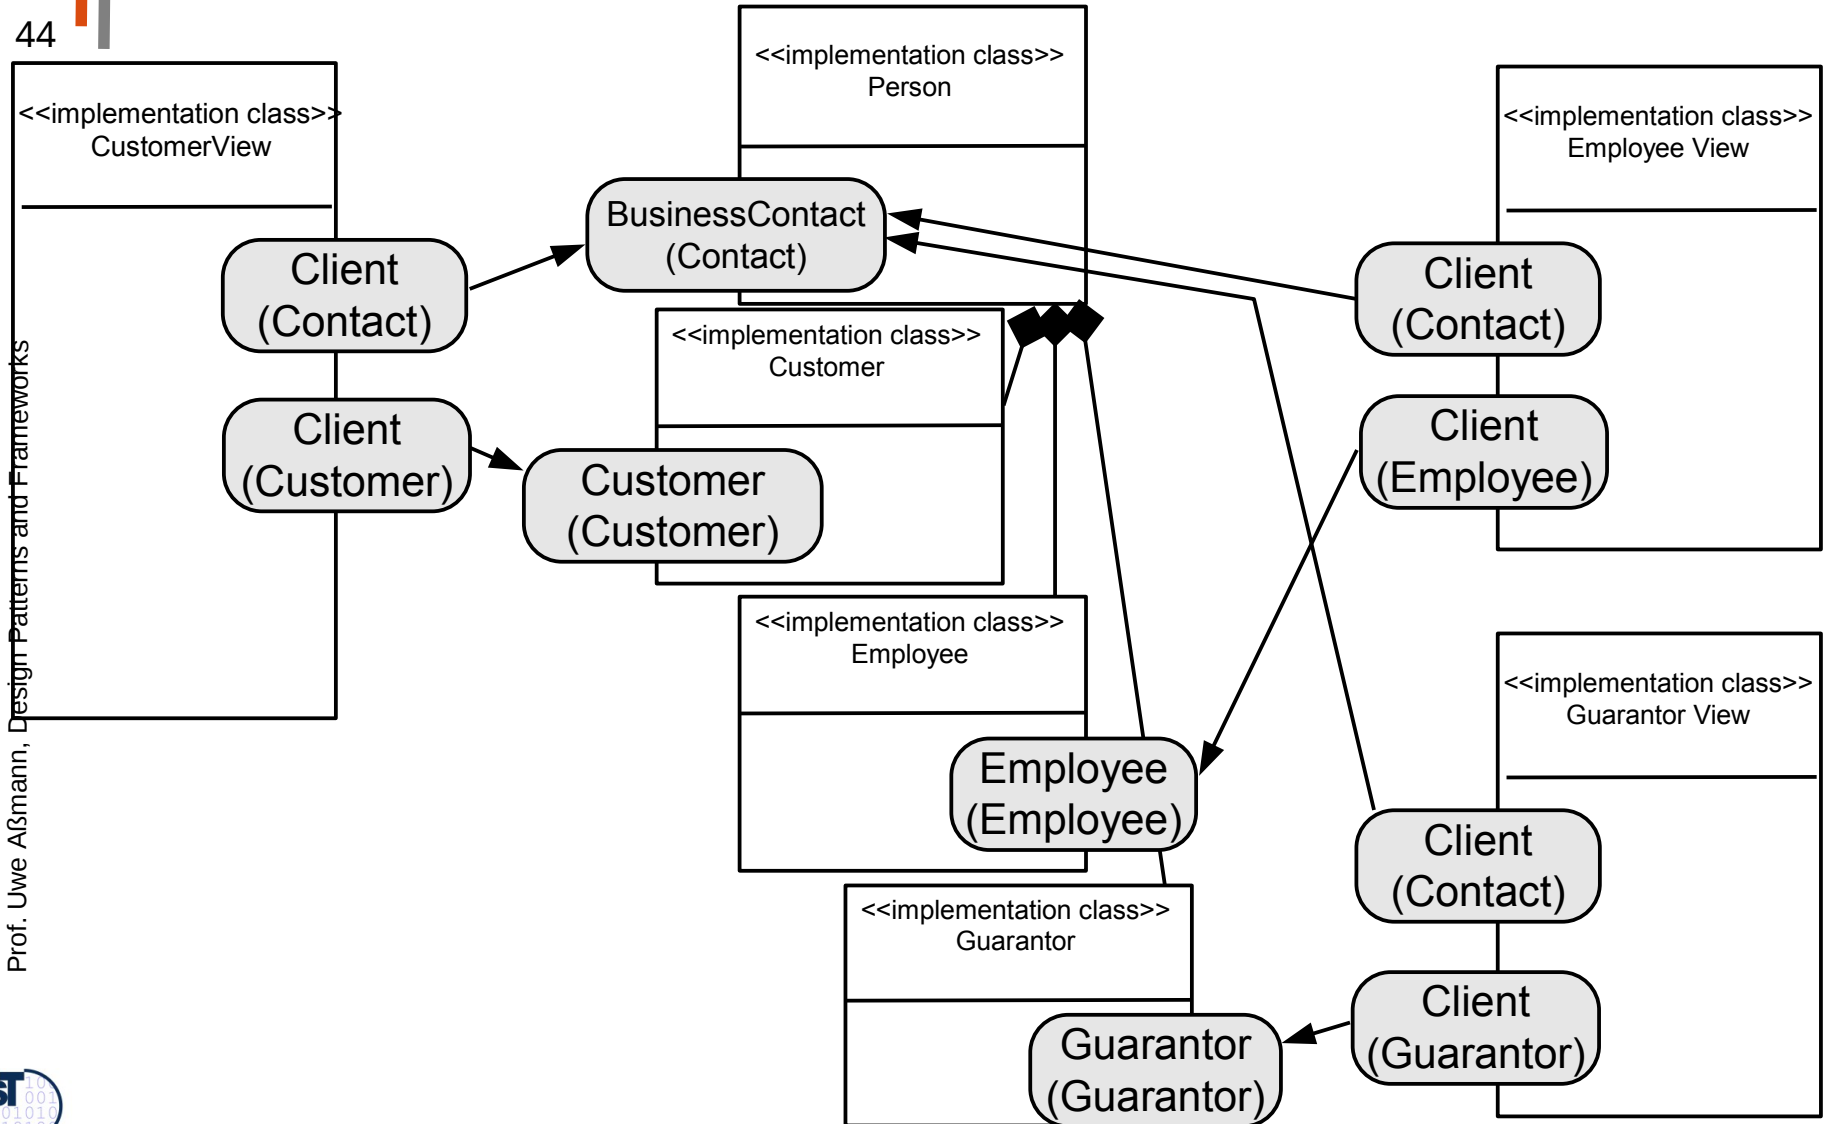 44
<<implementation class>>
CustomerView
Client
(Contact)
Client
(Customer)
<<implementation class>>
Person
BusinessContact
(Contact)
<<implementation class>>
Customer
Customer
(Customer)
<<implementation class>>
Employee
Employee
(Employee)
<<implementation class>>
Guarantor
Guarantor
(Guarantor)
<<implementation class>>
Employee View
Client
(Contact)
Client
(Employee)
<<implementation class>>
Guarantor View
Client
(Contact)
Client
(Guarantor)
Prof. Uwe Aßmann, Design Patterns and Frameworks